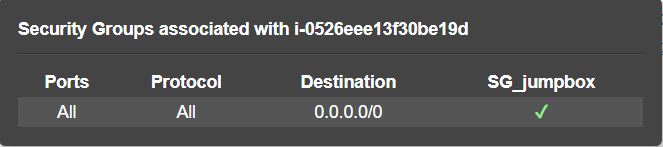 Security Groups associated with i-0526eee13f30be19d
Ports Protocol Destination SG_jumpbox
All All 0.0.0.0/0 ✓